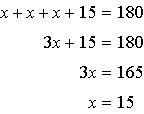 x + x + x + 15 = 180
3x + 15 = 180
3x = 165
x = 15